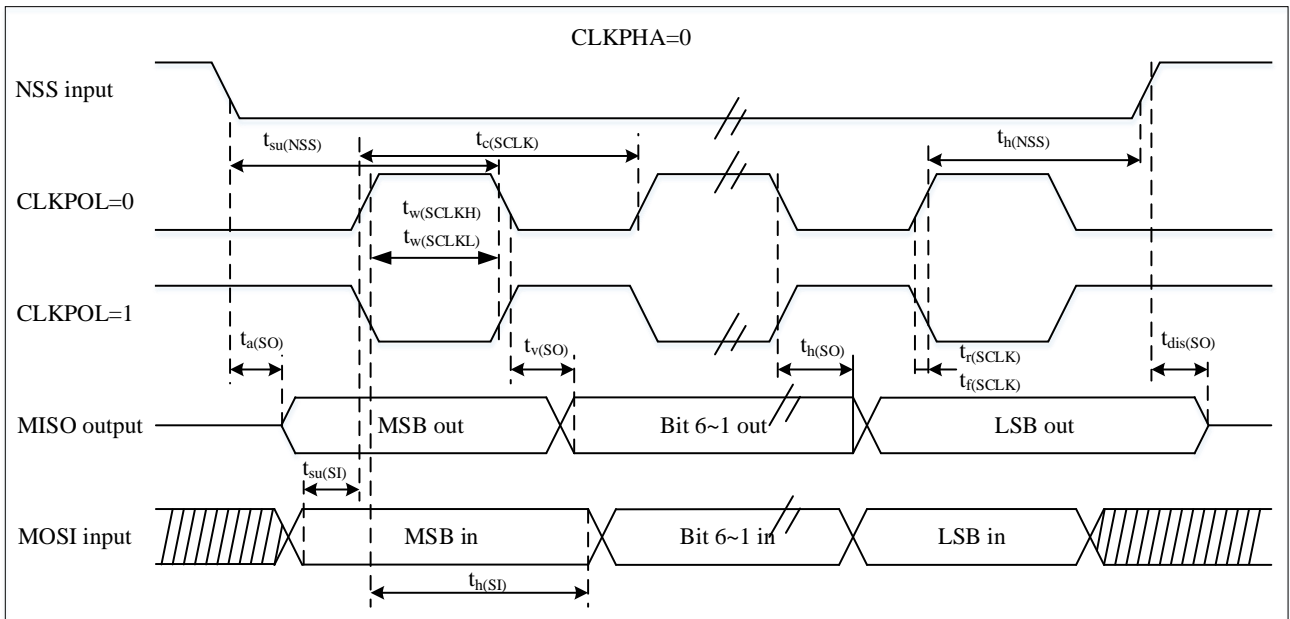 CLKPHA=0
NSS input
tsu(NSS)
tc(SCLK)
th(NSS)
CLKPOL=0
tw(SCLKH)
tw(SCLKL)
CLKPOL=1
ta(SO)
tv(SO)
th(SO)
tr(SCLK)
tf(SCLK)
tdis(SO)
MISO output
MSB out
Bit 6~1 out
LSB out
tsu(SI)
MOSI input
MSB in
Bit 6~1 in
LSB in
th(SI)